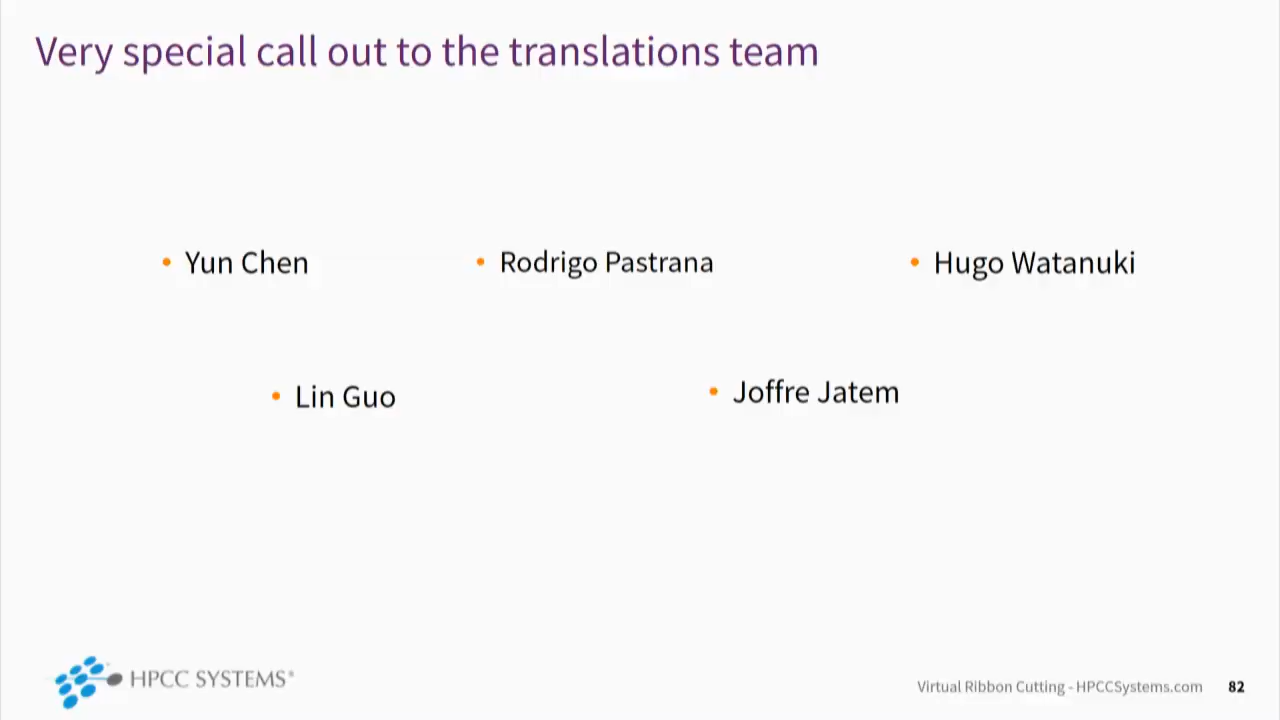 Very special call out to the translations team
• Yun Chen
• Rodrigo Pastrana
• Hugo Watanuki
• Lin Guo
• Joffre Jatem
HPCC SYSTEMS®
Virtual Ribbon Cutting - HPCCSystems.com 82